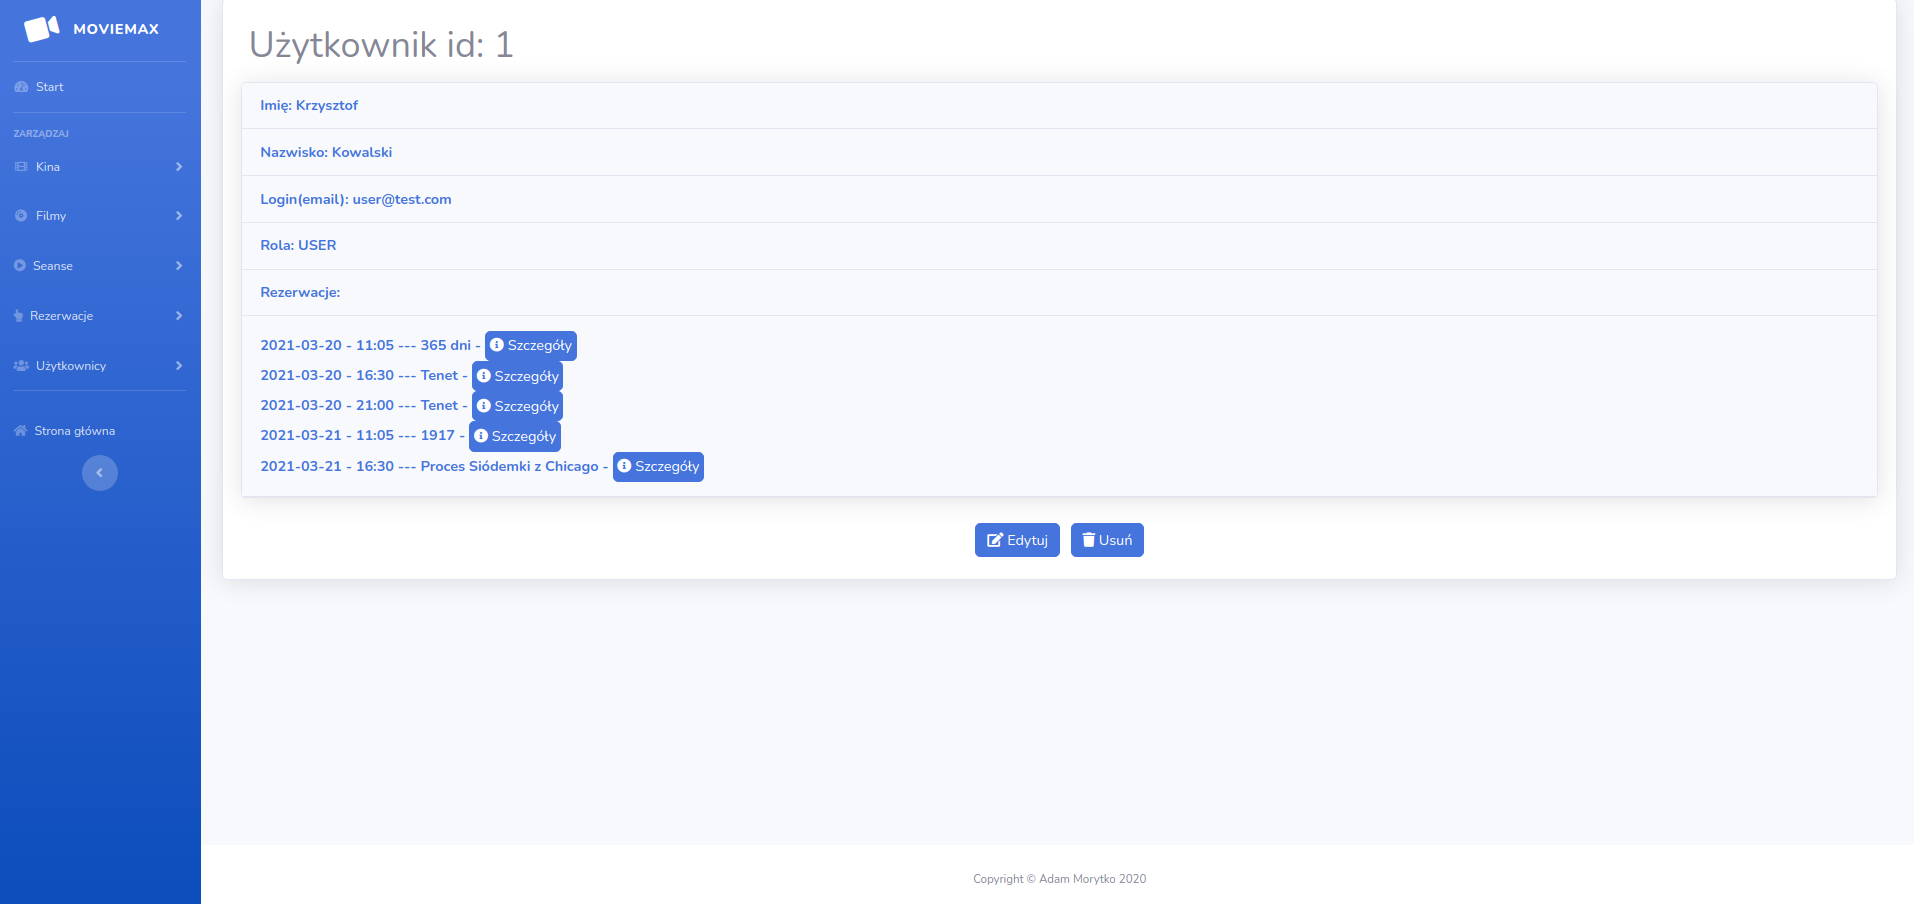 MOVIEMAX
Start
ZARZĄDZAJ
Kina
Filmy
Seanse
Rezerwacje
Użytkownicy
Strona główna
Użytkownik id: 1
Imię: Krzysztof
Nazwisko: Kowalski
Login(email): user@test.com
Rola: USER
Rezerwacje:
2021-03-20 - 11:05 --- 365 dni - Szczegóły
2021-03-20 - 16:30 --- Tenet - Szczegóły
2021-03-20 - 21:00 --- Tenet - Szczegóły
2021-03-21 - 11:05 --- 1917 - Szczegóły
2021-03-21 - 16:30 --- Proces Siódemki z Chicago - Szczegóły
Edytuj Usuń
Copyright © Adam Morytko 2020